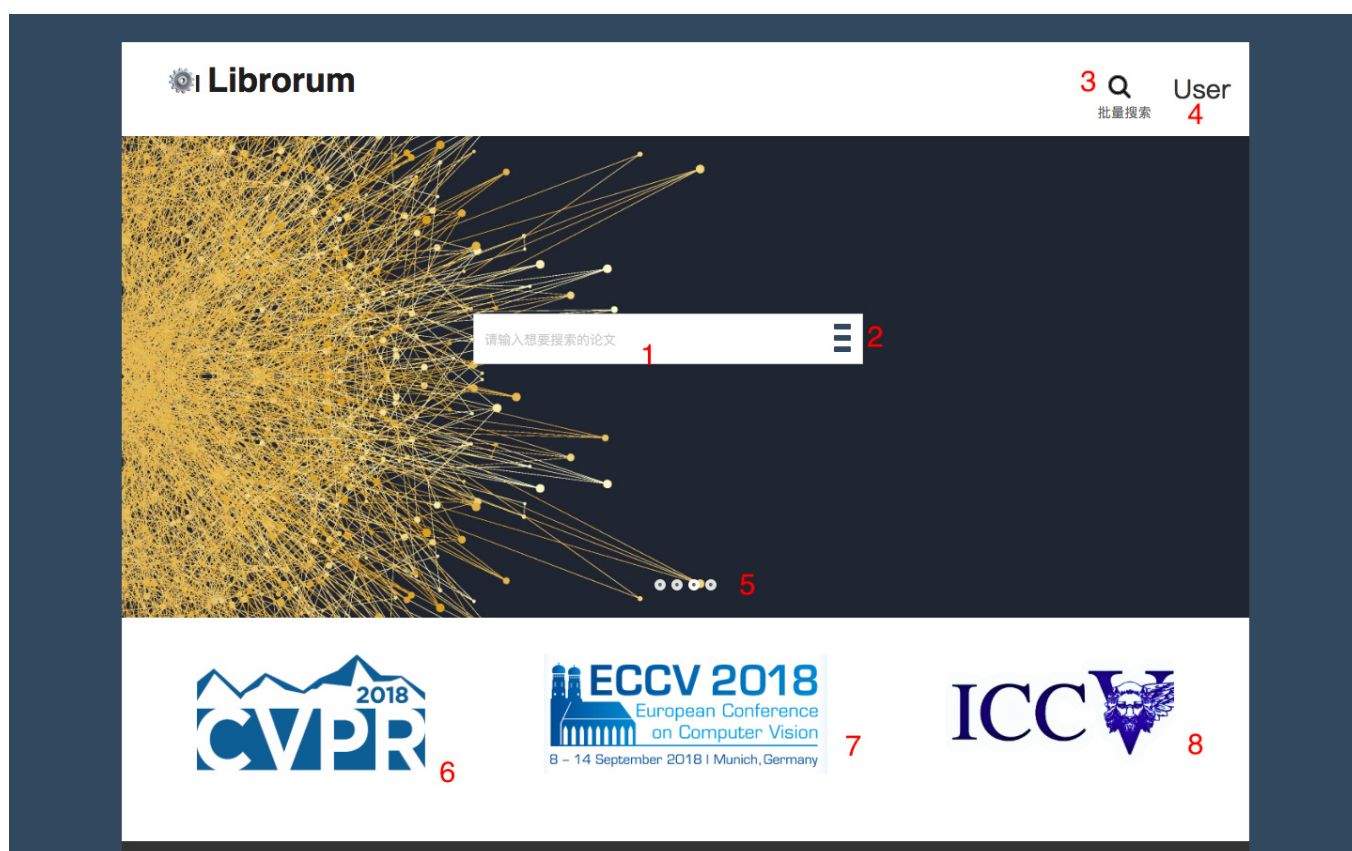 Librorum
3
User
批量搜索
4
请输入想要搜索的论文
1
2
5
2018
CVPR
6
ECCV 2018
European Conference
on Computer Vision
8 – 14 September 2018 | Munich, Germany
7
ICCV
8